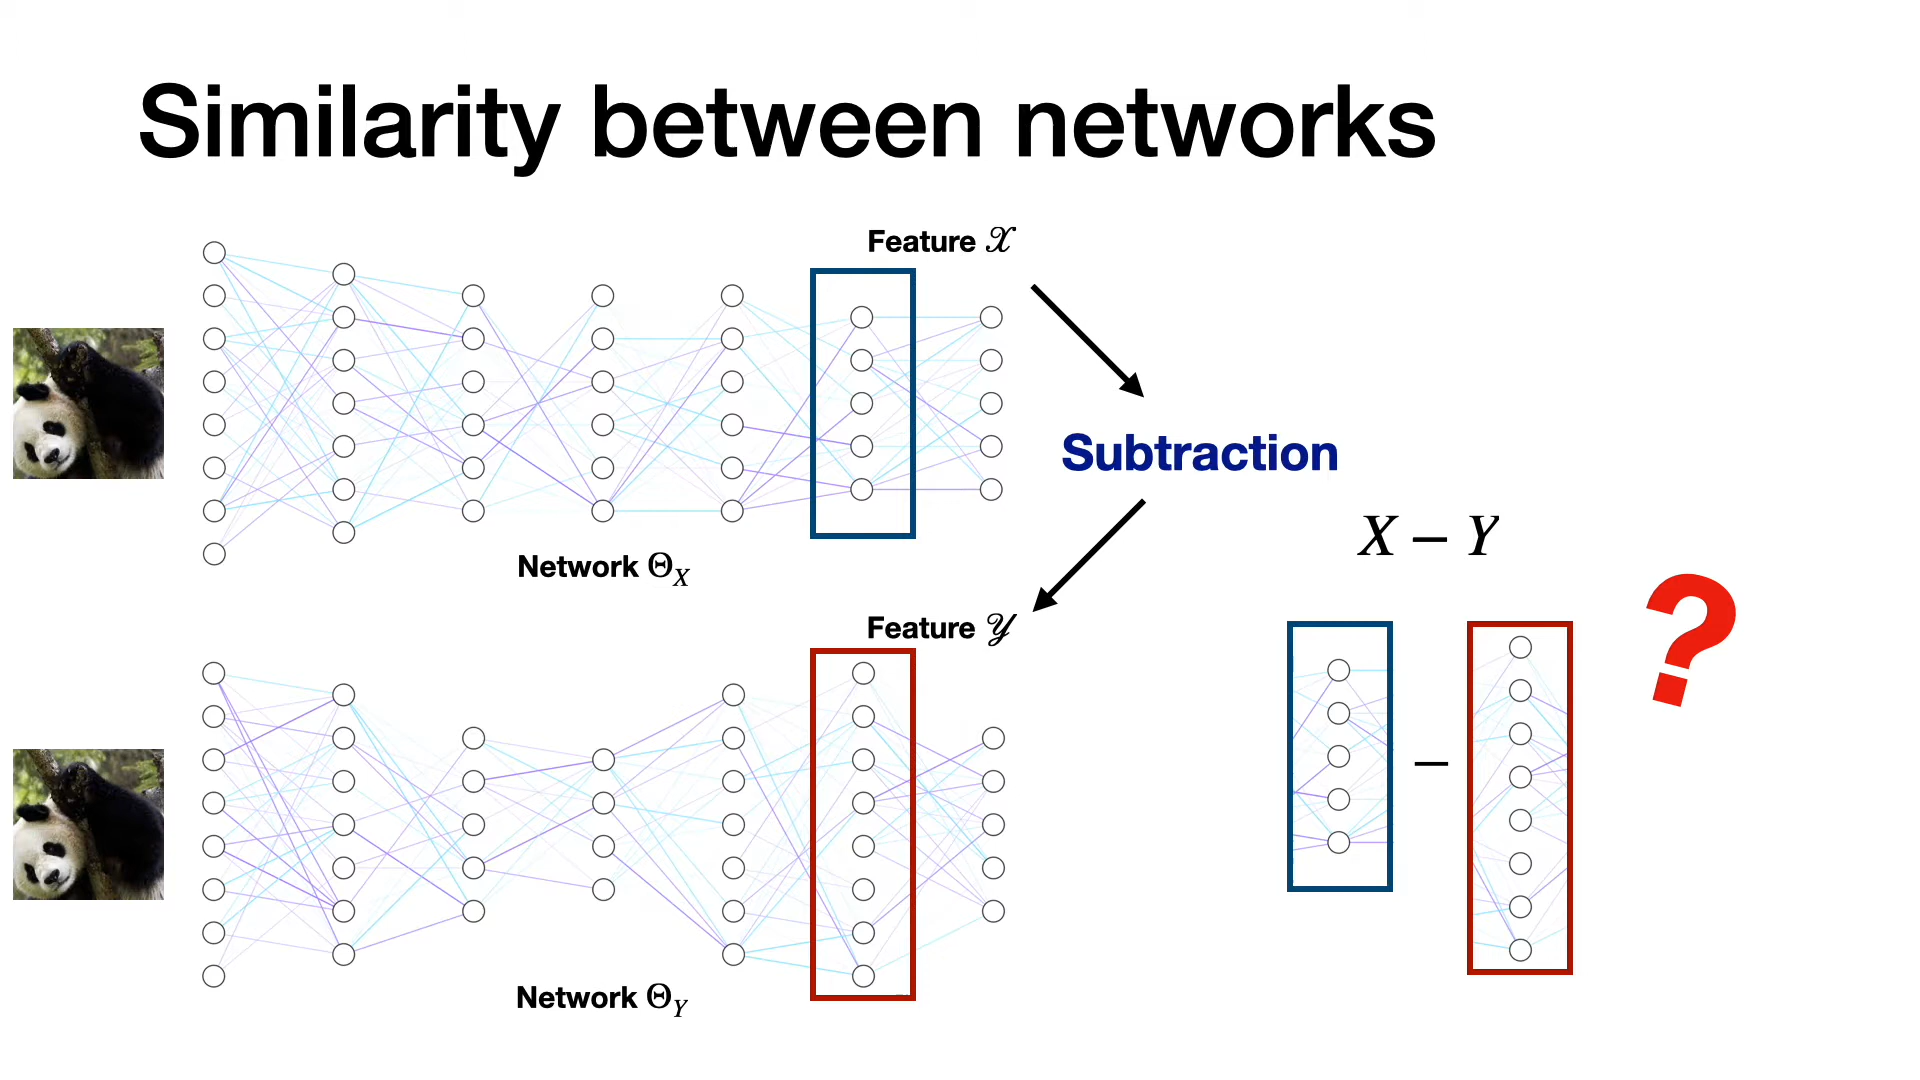 Similarity between networks
Feature 𝒳
Subtraction
X − Y
?
Network Θ_X
Feature 𝒴
−
Network Θ_Y